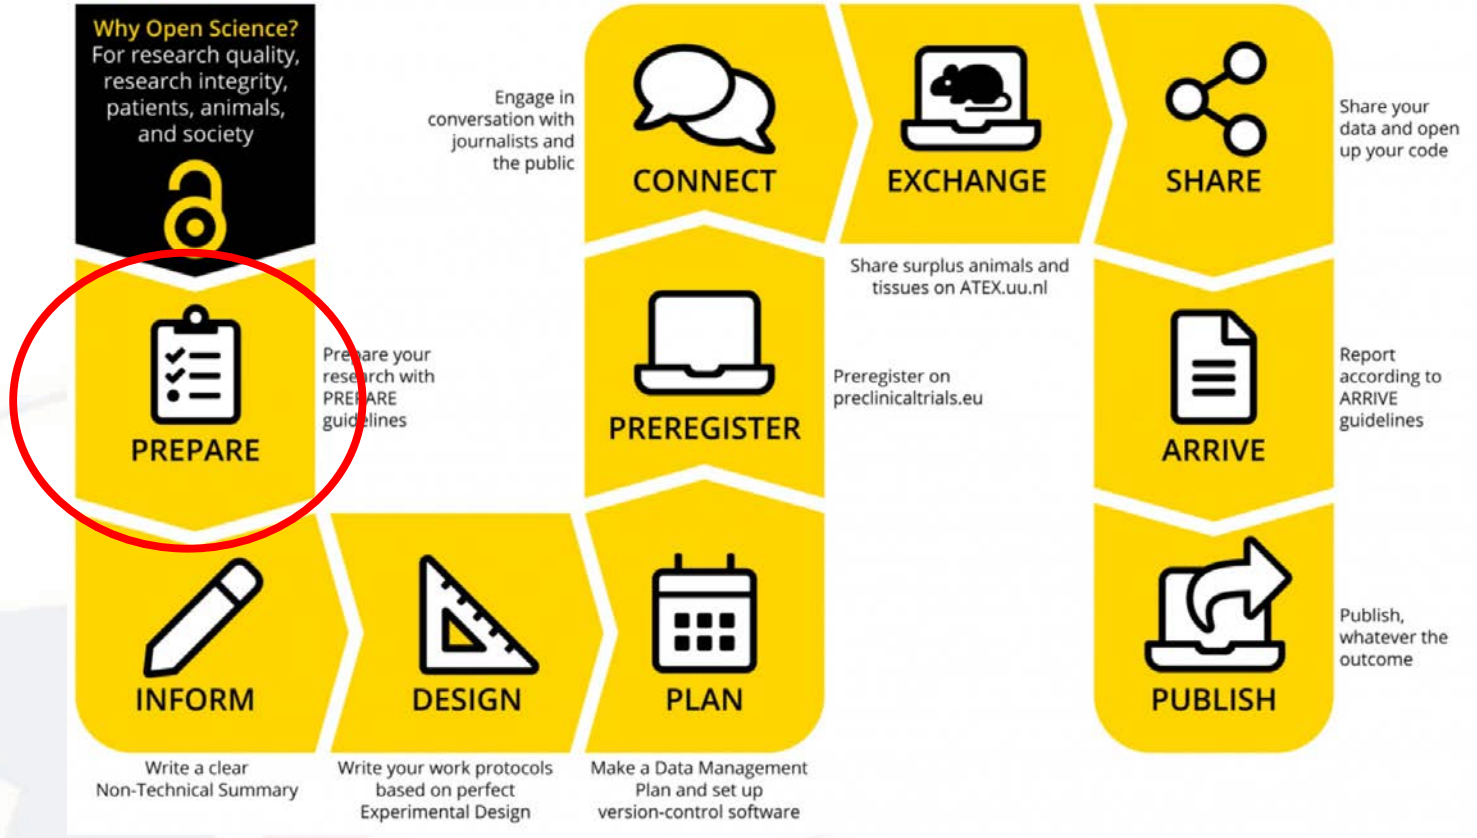 Why Open Science?
For research quality,
research integrity,
patients, animals,
and society
PREPARE
Prepare your
research with
PREPARE
guidelines
INFORM
Write a clear
Non-Technical Summary
DESIGN
Write your work protocols
based on perfect
Experimental Design
PLAN
Make a Data Management
Plan and set up
version-control software
PREREGISTER
Preregister on
preclinicaltrials.eu
Engage in
conversation with
journalists and
the public
CONNECT
EXCHANGE
Share surplus animals and
tissues on ATEX.uu.nl
SHARE
Share your
data and open
up your code
ARRIVE
Report
according to
ARRIVE
guidelines
PUBLISH
Publish,
whatever the
outcome